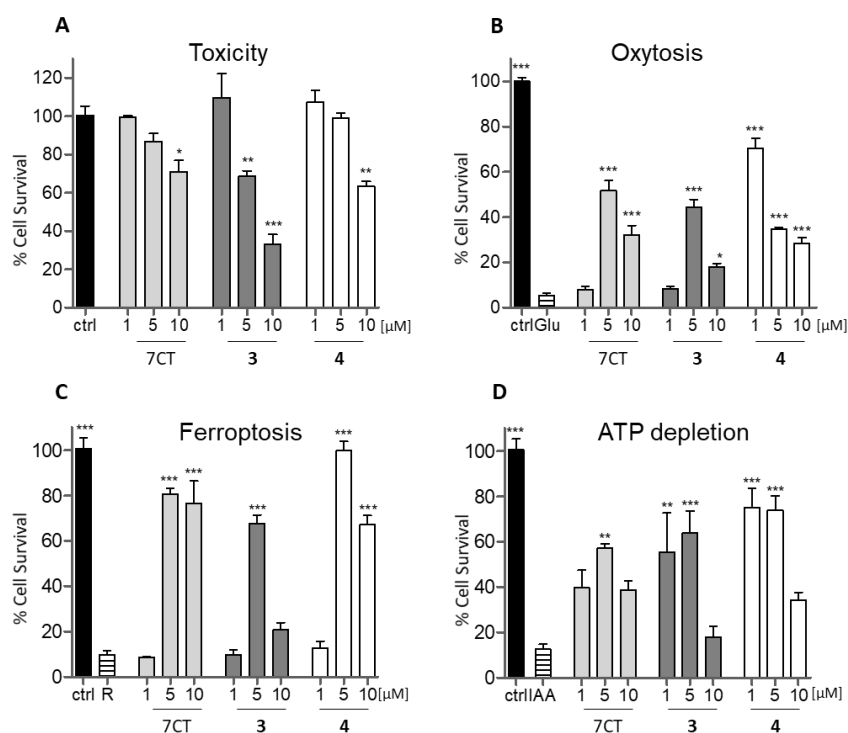 A
Toxicity
% Cell Survival
120
100
80
60
40
20
0
*
**
***
**
ctrl 1 5 10 1 5 10 1 5 10 [µM]
7CT 3 4
B
Oxytosis
% Cell Survival
100
80
60
40
20
0
***
***
***
***
*
***
***
***
ctrlGlu 1 5 10 1 5 10 1 5 10 [µM]
7CT 3 4
C
Ferroptosis
% Cell Survival
100
80
60
40
20
0
***
***
***
***
***
***
ctrl R 1 5 10 1 5 10 1 5 10[µM]
7CT 3 4
D
ATP depletion
% Cell Survival
100
80
60
40
20
0
***
**
**
***
***
***
ctrlIAA 1 5 10 1 5 10 1 5 10 [µM]
7CT 3 4